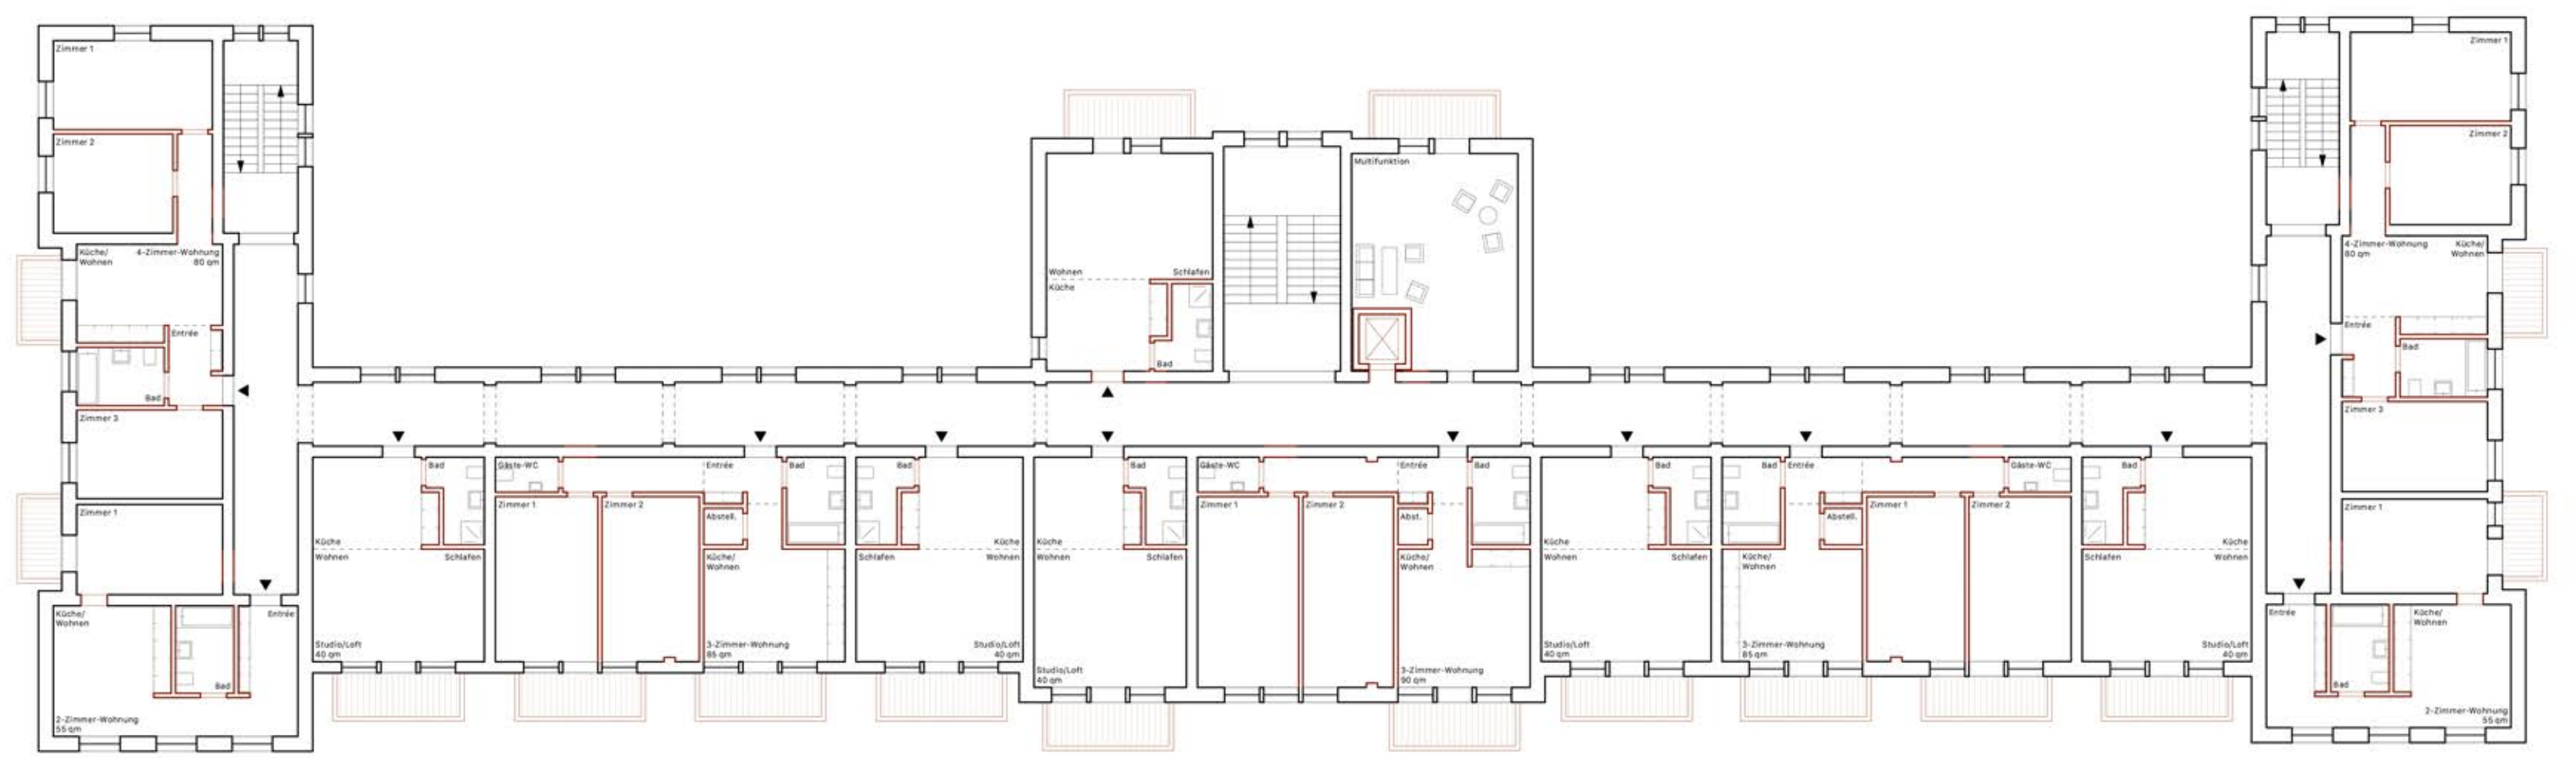 Zimmer 1
Zimmer 2
Küche/
Wohnen
4-Zimmer-Wohnung
80 qm
Entrée
Bad
Zimmer 3
Zimmer 1
Küche/
Wohnen
Entrée
Bad
2-Zimmer-Wohnung
55 qm
Bad
Küche
Wohnen
Schlafen
Studio/Loft
40 qm
Gäste-WC
Entrée
Bad
Zimmer 1
Zimmer 2
Abstell.
Küche/
Wohnen
3-Zimmer-Wohnung
85 qm
Bad
Küche
Schlafen
Wohnen
Studio/Loft
40 qm
Wohnen
Schlafen
Küche
Bad
Multifunktion
Bad
Küche
Wohnen
Schlafen
Studio/Loft
40 qm
Gäste-WC
Entrée
Bad
Zimmer 1
Zimmer 2
Abst.
Küche/
Wohnen
3-Zimmer-Wohnung
90 qm
Bad
Küche
Wohnen
Schlafen
Studio/Loft
40 qm
Bad
Entrée
Gäste-WC
Abstell.
Zimmer 1
Zimmer 2
Küche/
Wohnen
3-Zimmer-Wohnung
85 qm
Bad
Küche
Schlafen
Wohnen
Studio/Loft
40 qm
Zimmer 1
Zimmer 2
4-Zimmer-Wohnung
80 qm
Küche/
Wohnen
Entrée
Bad
Zimmer 3
Zimmer 1
Entrée
Küche/
Wohnen
Bad
2-Zimmer-Wohnung
55 qm